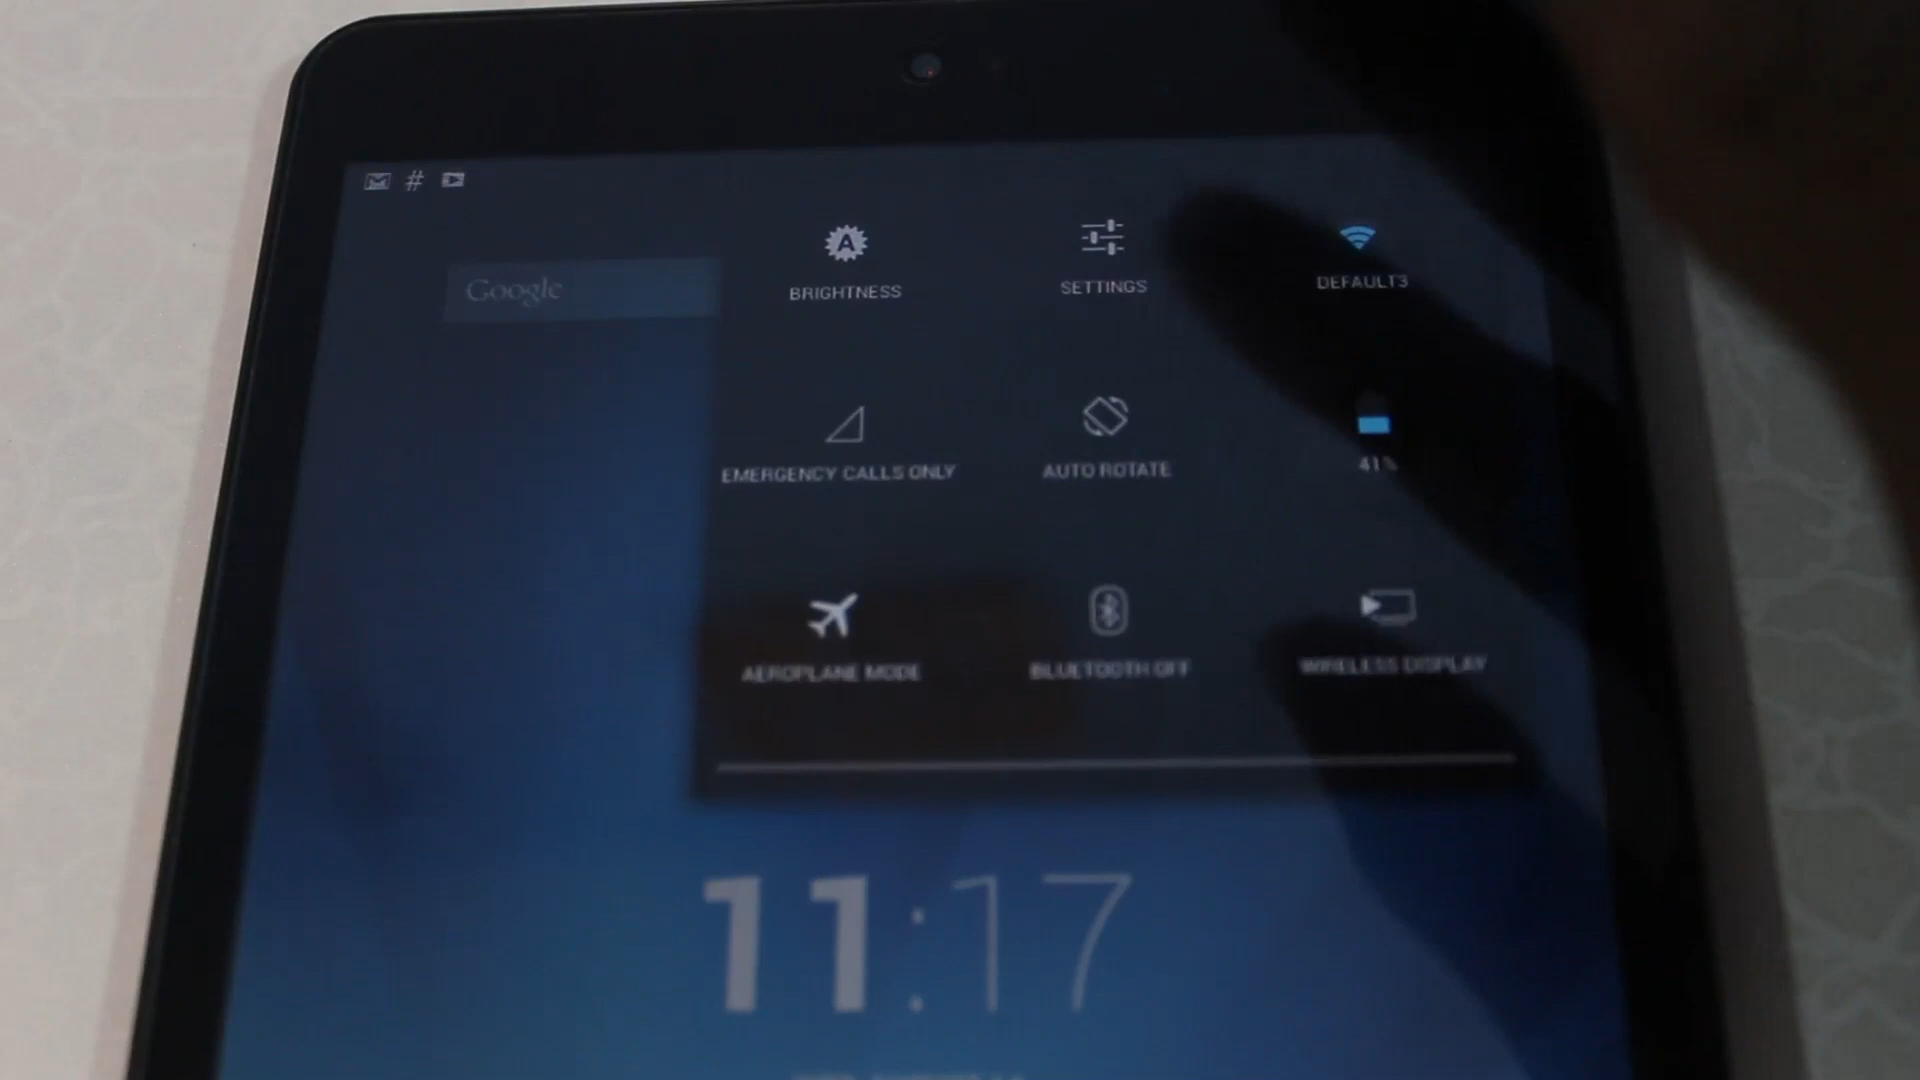 #
Google
A
BRIGHTNESS
SETTINGS
DEFAULT3
EMERGENCY CALLS ONLY
AUTO ROTATE
41%
AEROPLANE MODE
BLUETOOTH OFF
WIRELESS DISPLAY
11:17